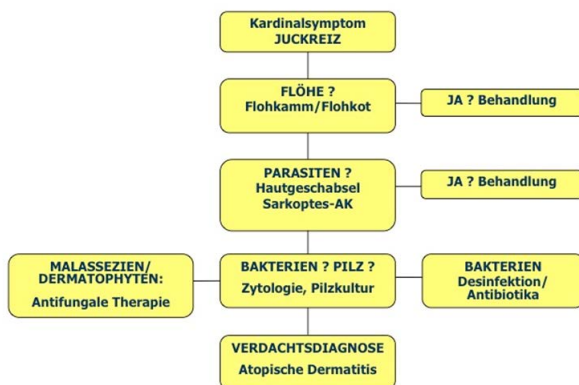 Kardinalsymptom
JUCKREIZ
FLÖHE ?
Flohkamm/Flohkot
JA ? Behandlung
PARASITEN ?
Hautgeschabsel
Sarkoptes-AK
JA ? Behandlung
MALASSEZIEN/
DERMATOPHYTEN:
Antifungale Therapie
BAKTERIEN ? PILZ ?
Zytologie, Pilzkultur
BAKTERIEN
Desinfektion/
Antibiotika
VERDACHTSDIAGNOSE
Atopische Dermatitis